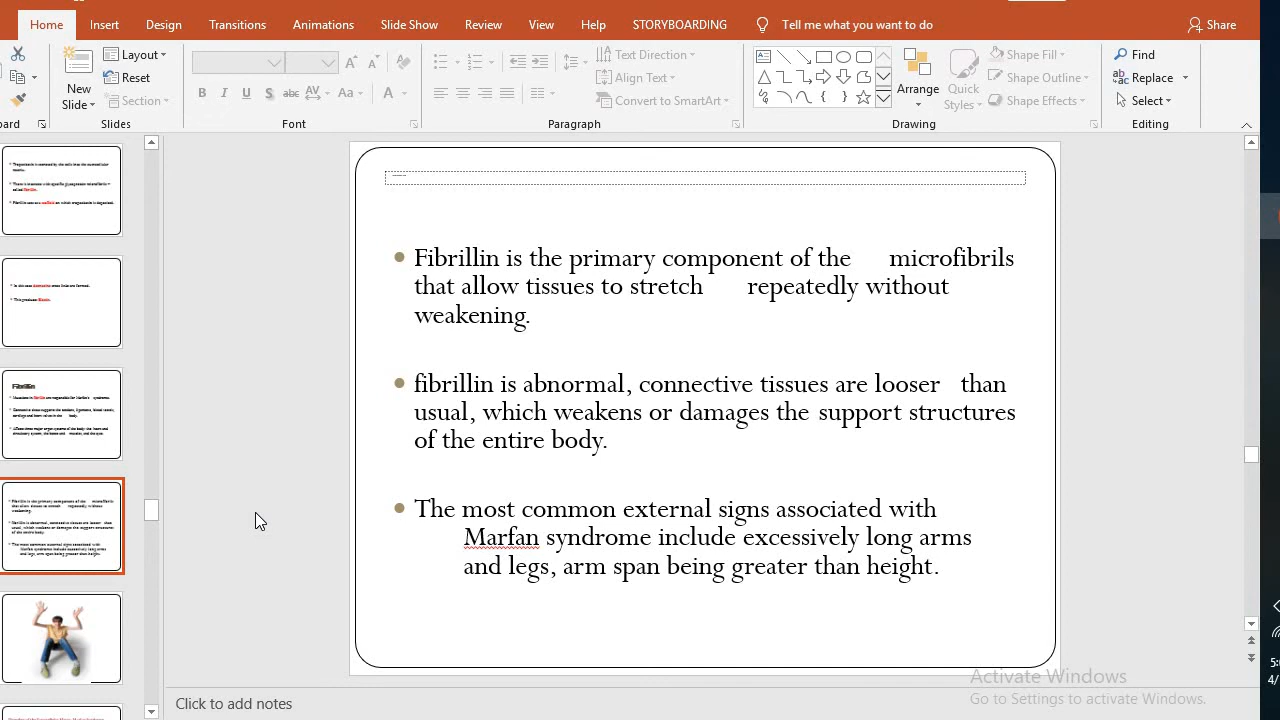 Home Insert Design Transitions Animations Slide Show Review View Help STORYBOARDING Tell me what you want to do Share
Layout
Reset
Section
New
Slide
Slides
B I U S abc AV Aa A
Font
Text Direction
Align Text
Convert to SmartArt
Paragraph
Arrange
Quick
Styles
Shape Fill
Shape Outline
Shape Effects
Drawing
Find
Replace
Select
Editing
Fibrillin
Fibrillin is the primary component of the microfibrils
that allow tissues to stretch repeatedly without
weakening.
fibrillin is abnormal, connective tissues are looser than
usual, which weakens or damages the support structures
of the entire body.
The most common external signs associated with
Marfan syndrome include excessively long arms
and legs, arm span being greater than height.
Click to add notes
Activate Windows
Go to Settings to activate Windows.